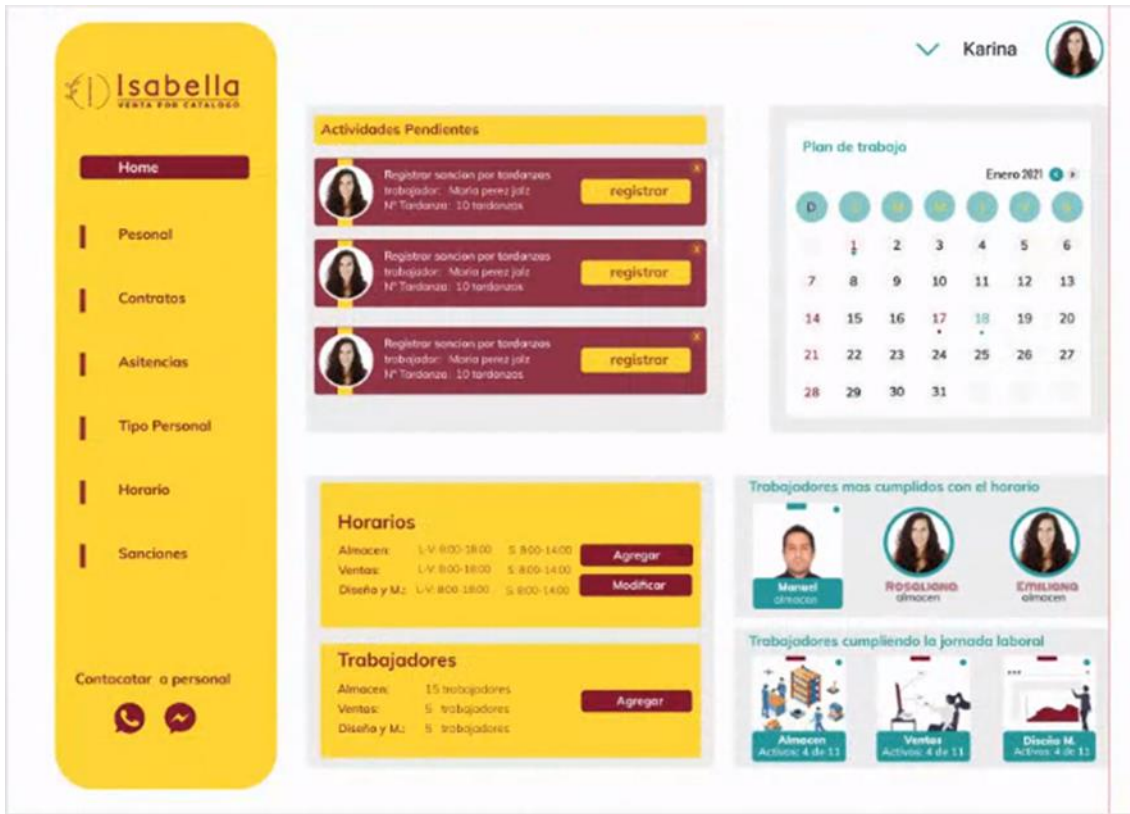 Isabella
VENTA POR CATALOGO
Home
Pesonal
Contratos
Asitencias
Tipo Personal
Horario
Sanciones
Contacatar a personal
Karina
Actividades Pendientes
Registrar sancion por tardanzas
trabajador: Maria perez jalz
N° Tardanza: 10 tardanzas
registrar
X
Registrar sancion por tardanzas
trabajador: Maria perez jalz
N° Tardanza: 10 tardanzas
registrar
X
Registrar sancion por tardanzas
trabajador: Maria perez jalz
N° Tardanza: 10 tardanzas
registrar
X
Plan de trabajo
Enero 2021
D L M M J V S
1 2 3 4 5 6
7 8 9 10 11 12 13
14 15 16 17 18 19 20
21 22 23 24 25 26 27
28 29 30 31
Horarios
Almacen: L-V: 8:00-18:00 S: 8:00-14:00
Ventas: L-V: 8:00-18:00 S: 8:00-14:00
Diseño y M.: L-V: 8:00-18:00 S: 8:00-14:00
Agregar
Modificar
Trabajadores
Almacen: 15 trabajadores
Ventas: 5 trabajadores
Diseño y M.: 5 trabajadores
Agregar
Trabajadores mas cumplidos con el horario
Manuel
almacen
Rosaliana
almacen
Emiliana
almacen
Trabajadores cumpliendo la jornada laboral
Almacen
Activos: 4 de 11
Ventas
Activos: 4 de 11
Diseño M.
Activos: 4 de 11